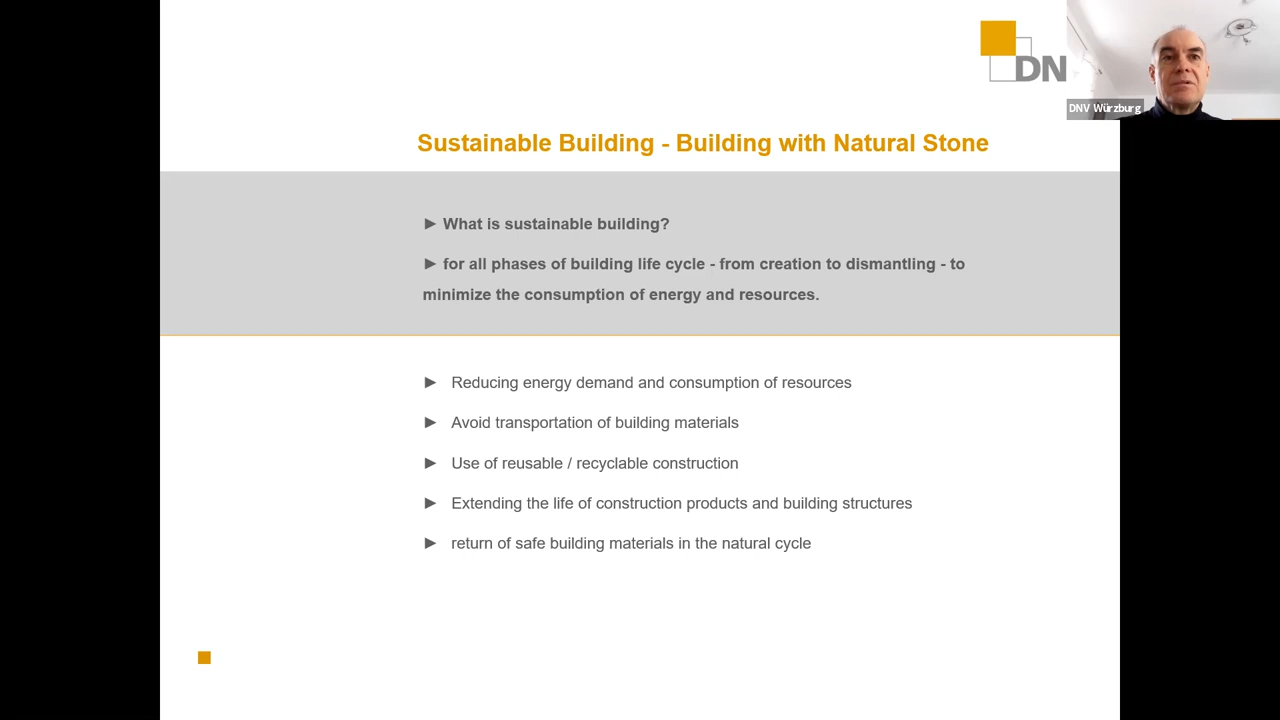 DN
DNV Würzburg
Sustainable Building - Building with Natural Stone
► What is sustainable building?
► for all phases of building life cycle - from creation to dismantling - to
minimize the consumption of energy and resources.
► Reducing energy demand and consumption of resources
► Avoid transportation of building materials
► Use of reusable / recyclable construction
► Extending the life of construction products and building structures
► return of safe building materials in the natural cycle